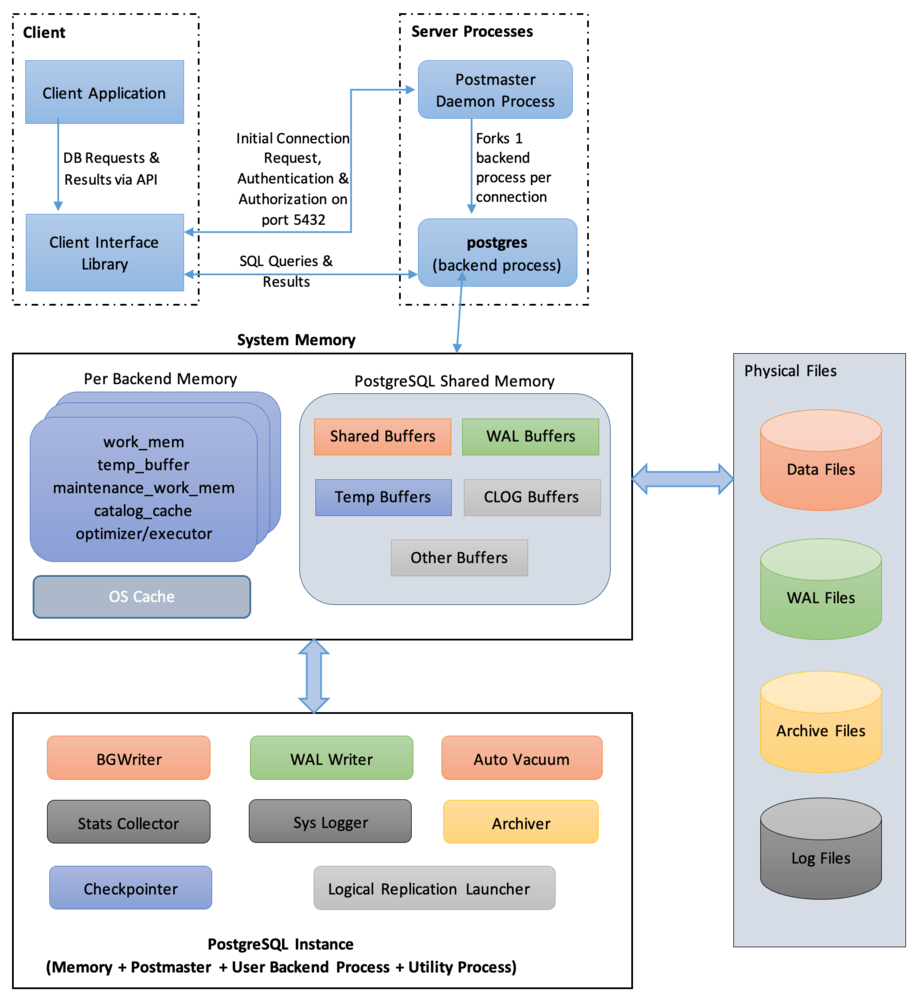 Client
Client Application
DB Requests &
Results via API
Client Interface
Library
Initial Connection
Request,
Authentication &
Authorization on
port 5432
SQL Queries &
Results
Server Processes
Postmaster
Daemon Process
Forks 1
backend
process per
connection
postgres
(backend process)
System Memory
Per Backend Memory
work_mem
temp_buffer
maintenance_work_mem
catalog_cache
optimizer/executor
OS Cache
PostgreSQL Shared Memory
Shared Buffers
WAL Buffers
Temp Buffers
CLOG Buffers
Other Buffers
Physical Files
Data Files
WAL Files
Archive Files
Log Files
BGWriter
WAL Writer
Auto Vacuum
Stats Collector
Sys Logger
Archiver
Checkpointer
Logical Replication Launcher
PostgreSQL Instance
(Memory + Postmaster + User Backend Process + Utility Process)